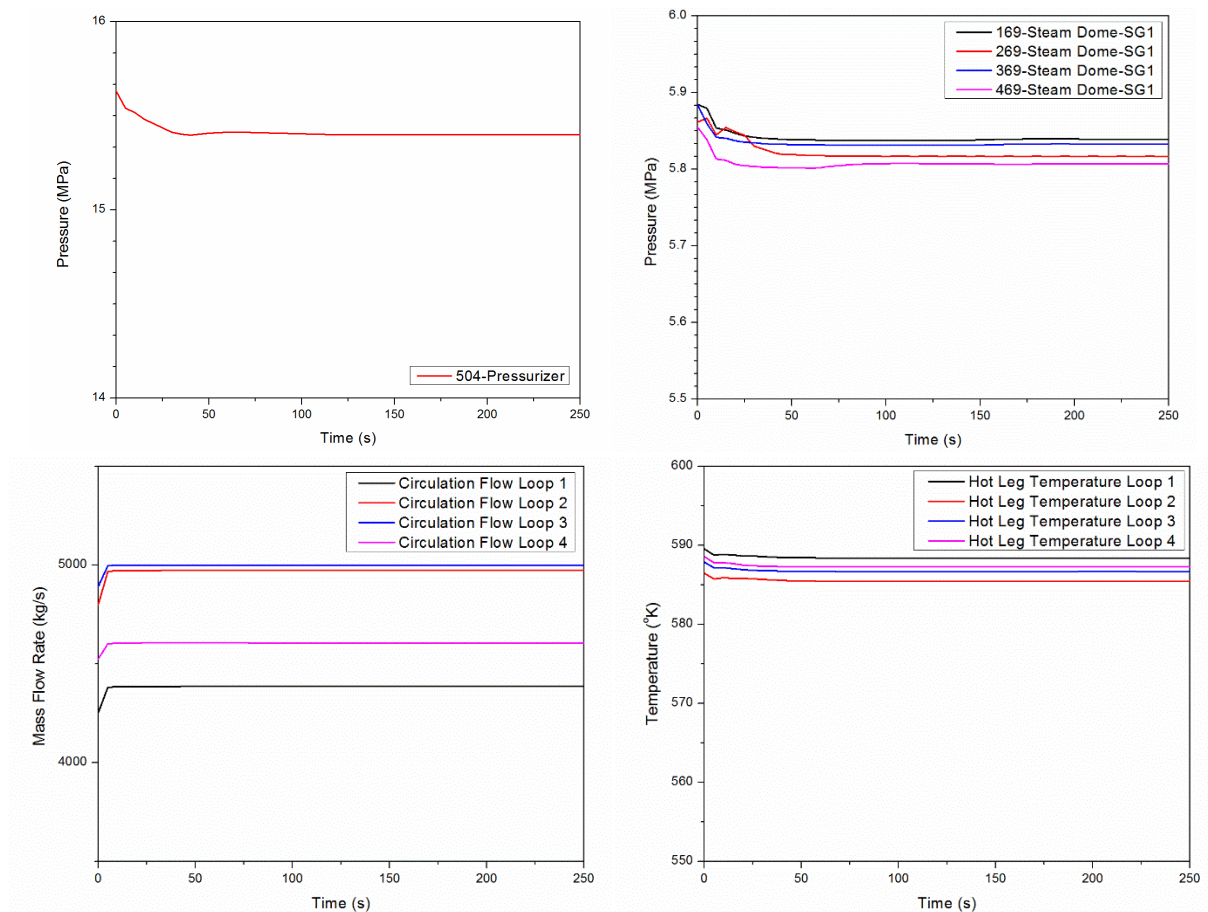 16
15
14
Pressure (MPa)
504-Pressurizer
0 50 100 150 200 250
Time (s)
6.0
5.9
5.8
5.7
5.6
5.5
Pressure (MPa)
169-Steam Dome-SG1
269-Steam Dome-SG1
369-Steam Dome-SG1
469-Steam Dome-SG1
0 50 100 150 200 250
Time (s)
5000
4000
Mass Flow Rate (kg/s)
Circulation Flow Loop 1
Circulation Flow Loop 2
Circulation Flow Loop 3
Circulation Flow Loop 4
0 50 100 150 200 250
Time (s)
600
590
580
570
560
550
Temperature (°K)
Hot Leg Temperature Loop 1
Hot Leg Temperature Loop 2
Hot Leg Temperature Loop 3
Hot Leg Temperature Loop 4
0 50 100 150 200 250
Time (s)